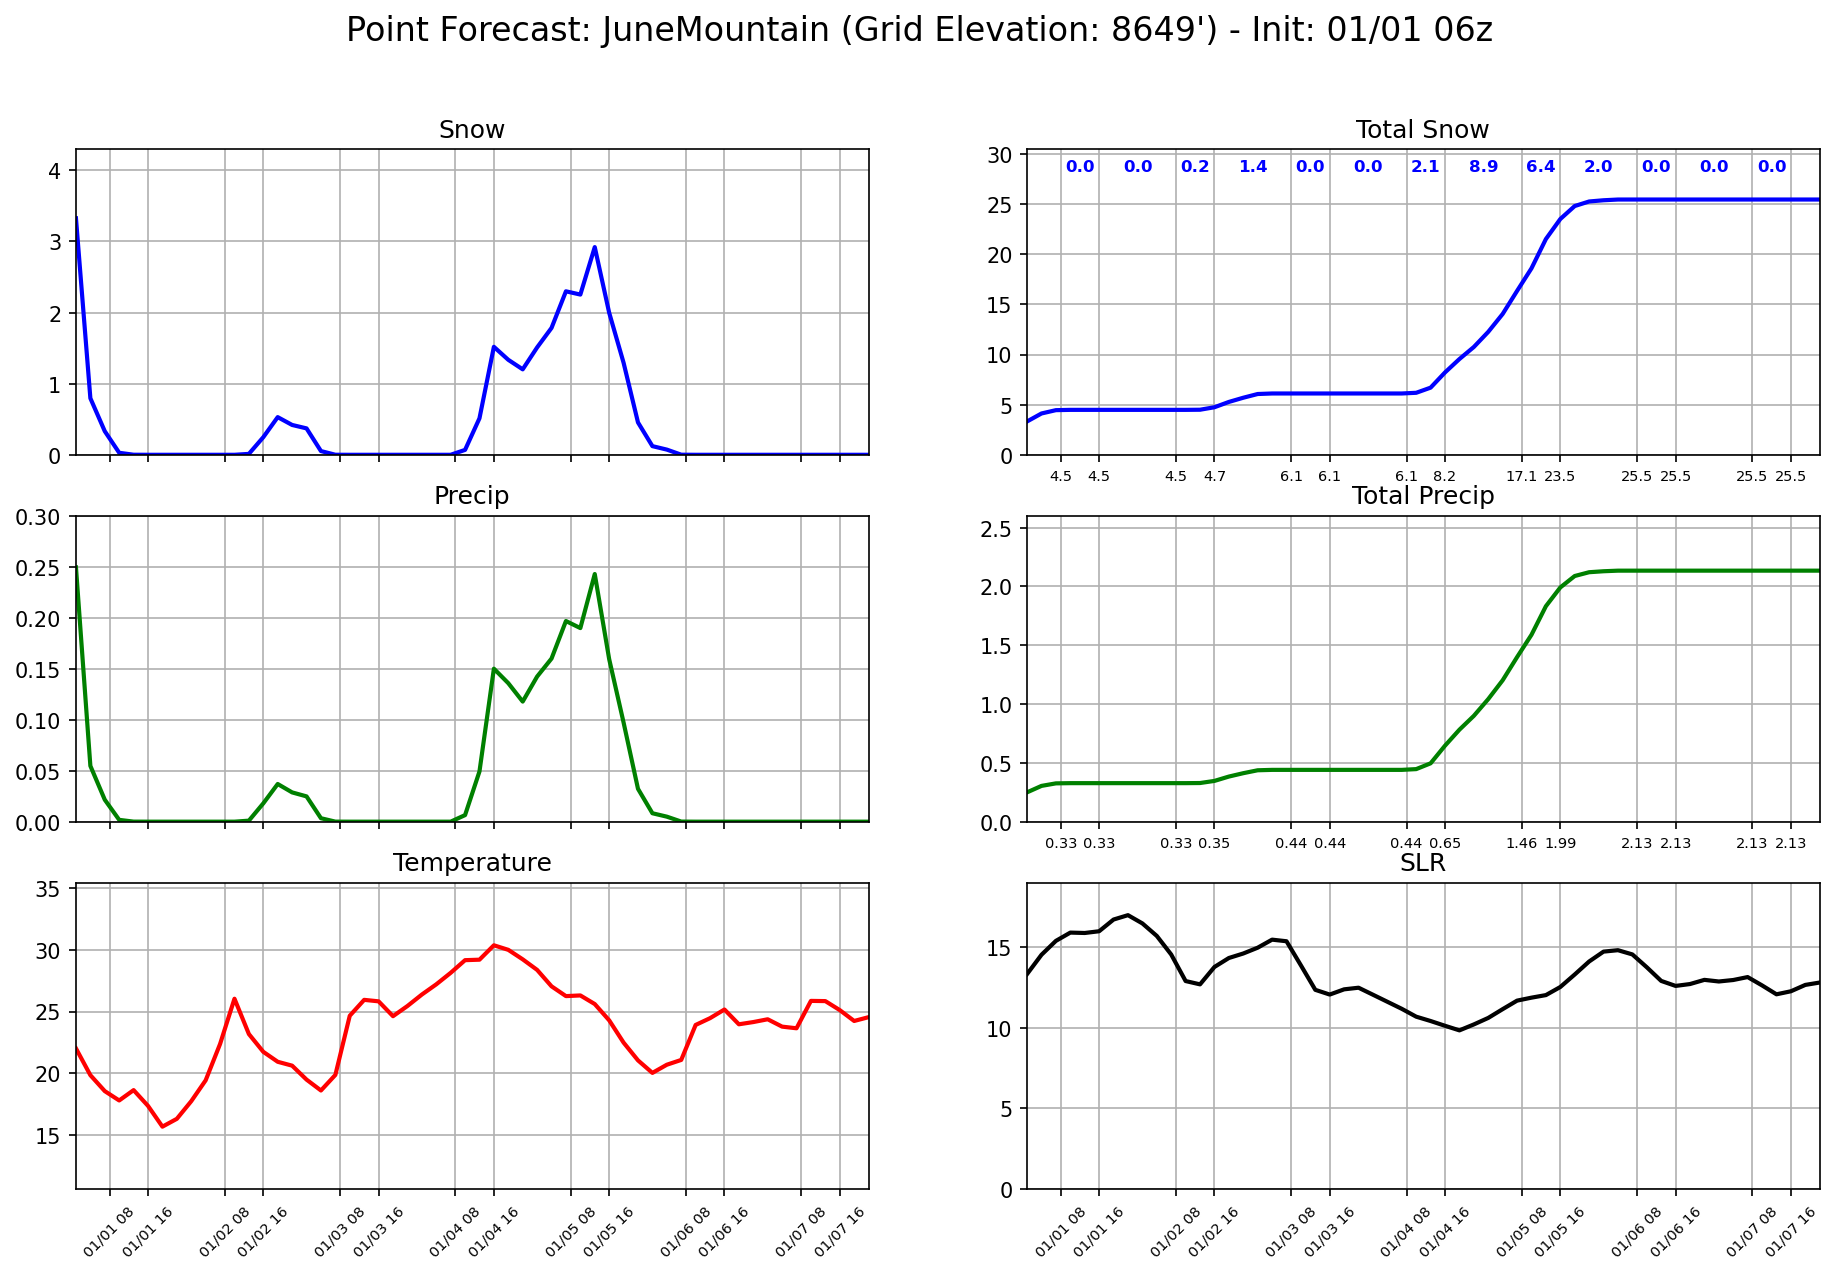 Point Forecast: JuneMountain (Grid Elevation: 8649') - Init: 01/01 06z
Snow
4
3
2
1
0
Total Snow
30
25
20
15
10
5
0
0.0 0.0 0.2 1.4 0.0 0.0 2.1 8.9 6.4 2.0 0.0 0.0 0.0
4.5 4.5 4.5 4.7 6.1 6.1 6.1 8.2 17.1 23.5 25.5 25.5 25.5 25.5
Precip
0.30
0.25
0.20
0.15
0.10
0.05
0.00
Total Precip
2.5
2.0
1.5
1.0
0.5
0.0
0.33 0.33 0.33 0.35 0.44 0.44 0.44 0.65 1.46 1.99 2.13 2.13 2.13 2.13
Temperature
35
30
25
20
15
01/01 08 01/01 16 01/02 08 01/02 16 01/03 08 01/03 16 01/04 08 01/04 16 01/05 08 01/05 16 01/06 08 01/06 16 01/07 08 01/07 16
SLR
15
10
5
0
01/01 08 01/01 16 01/02 08 01/02 16 01/03 08 01/03 16 01/04 08 01/04 16 01/05 08 01/05 16 01/06 08 01/06 16 01/07 08 01/07 16